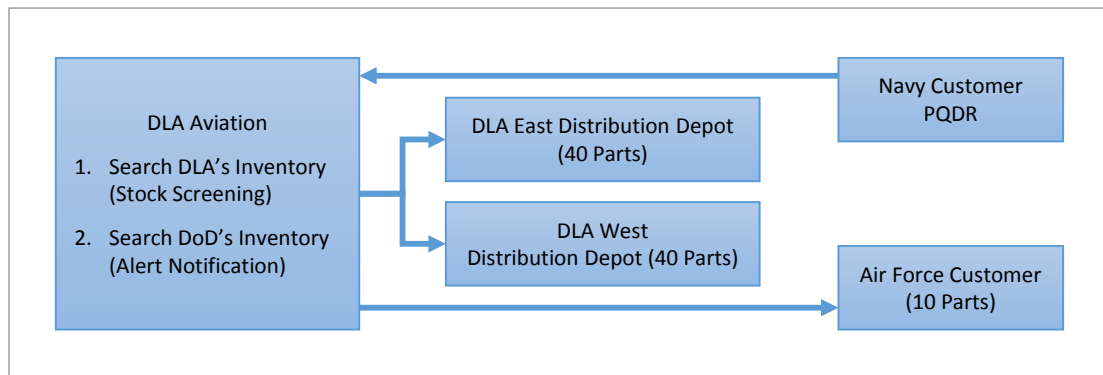 DLA Aviation
1. Search DLA's Inventory
(Stock Screening)
2. Search DoD's Inventory
(Alert Notification)
DLA East Distribution Depot
(40 Parts)
DLA West
Distribution Depot (40 Parts)
Navy Customer
PQDR
Air Force Customer
(10 Parts)